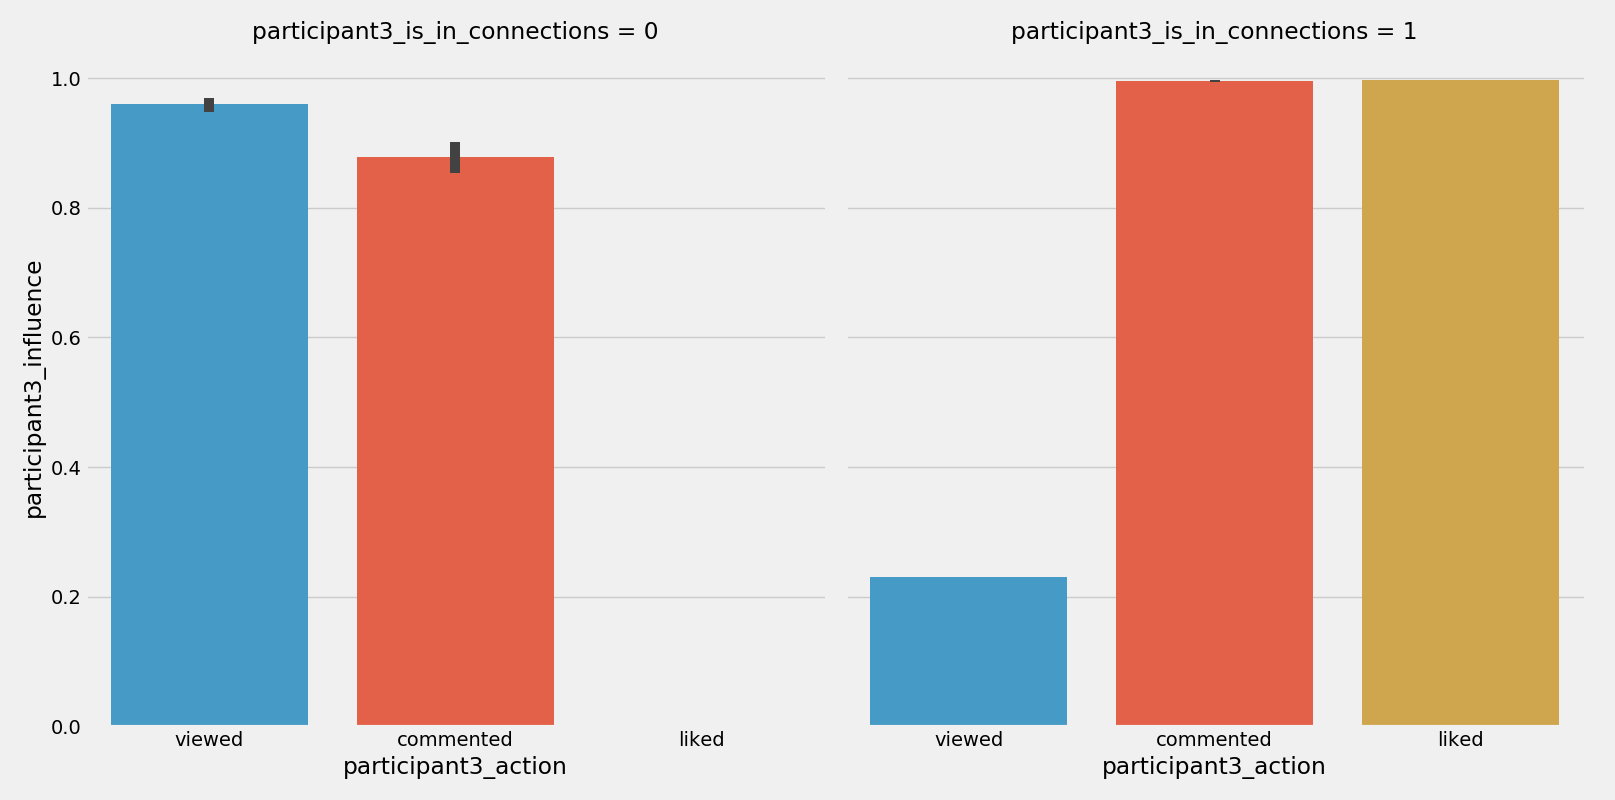 participant3_is_in_connections = 0
participant3_is_in_connections = 1
participant3_influence
1.0
0.8
0.6
0.4
0.2
0.0
viewed commented liked
viewed commented liked
participant3_action
participant3_action